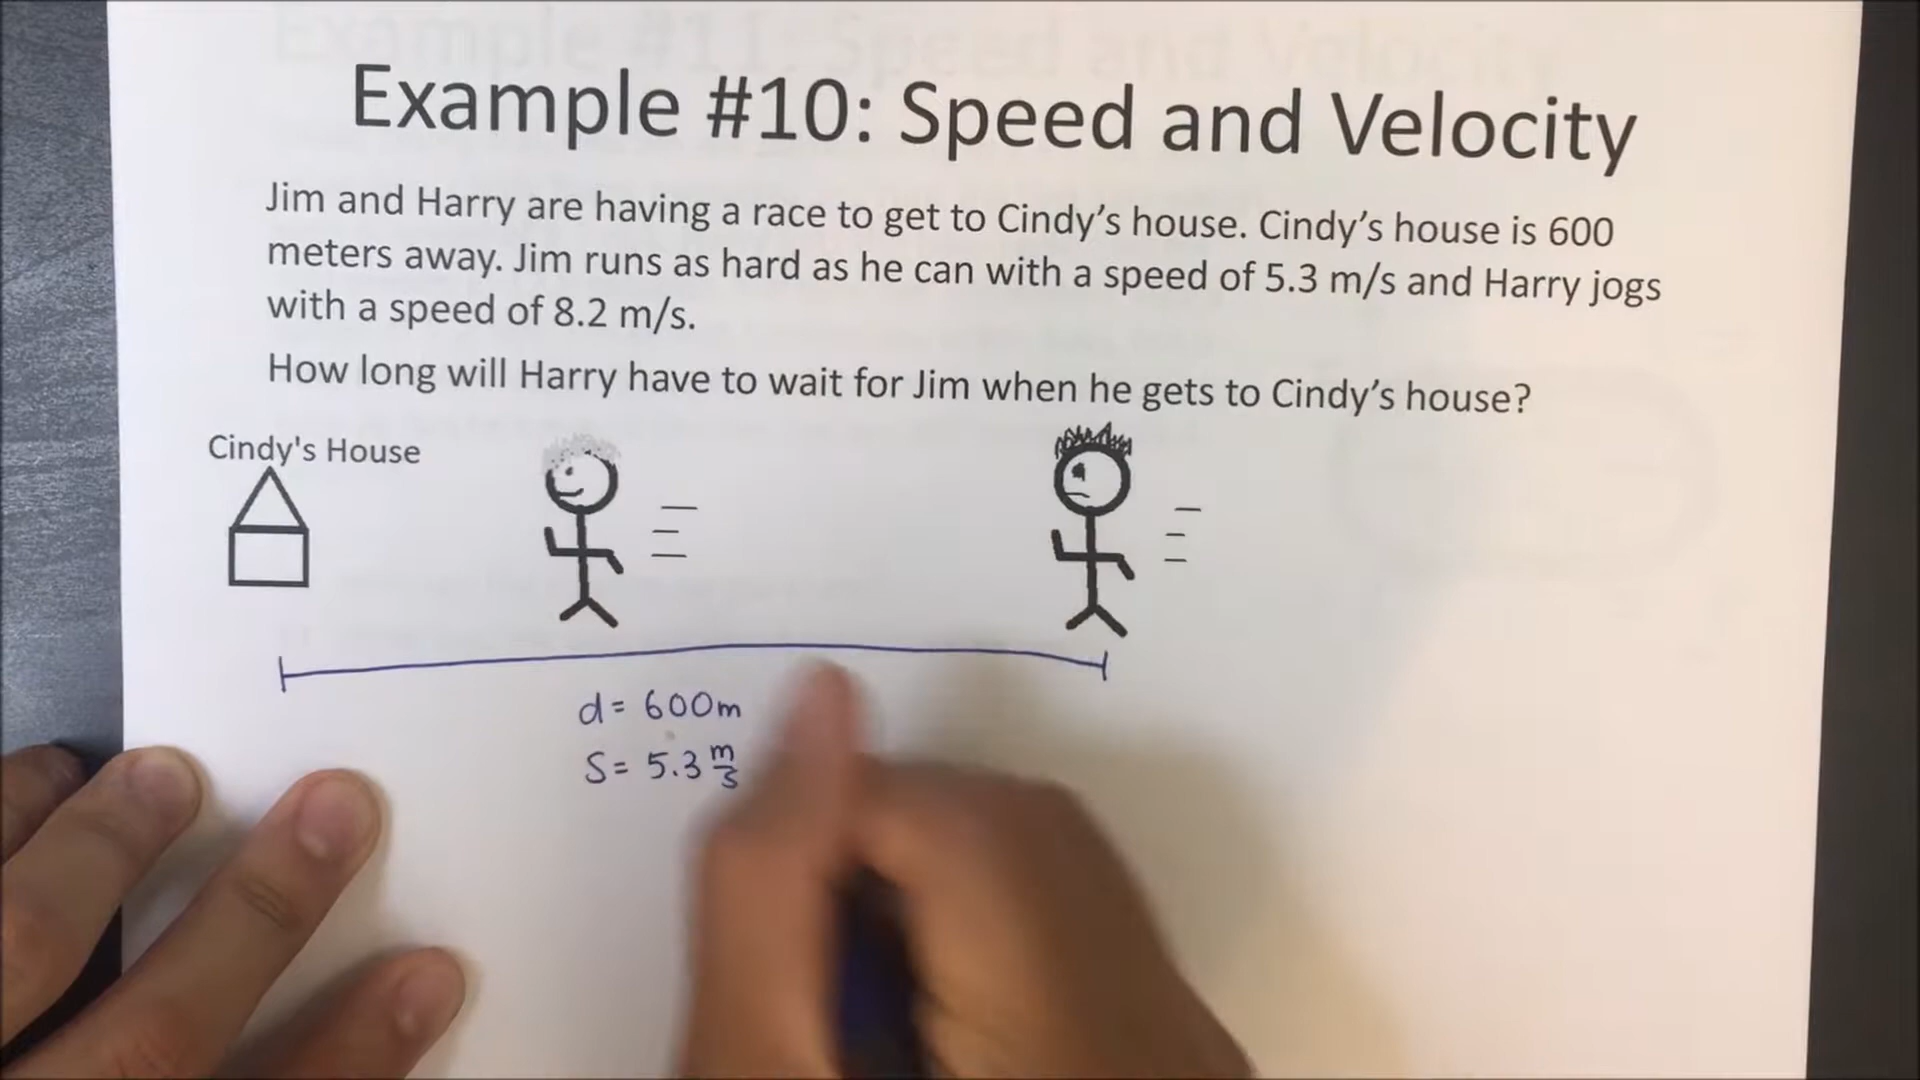 Example #10: Speed and Velocity
Jim and Harry are having a race to get to Cindy's house. Cindy's house is 600
meters away. Jim runs as hard as he can with a speed of 5.3 m/s and Harry jogs
with a speed of 8.2 m/s.
How long will Harry have to wait for Jim when he gets to Cindy's house?
Cindy's House
d = 600m
S = 5.3 m/s